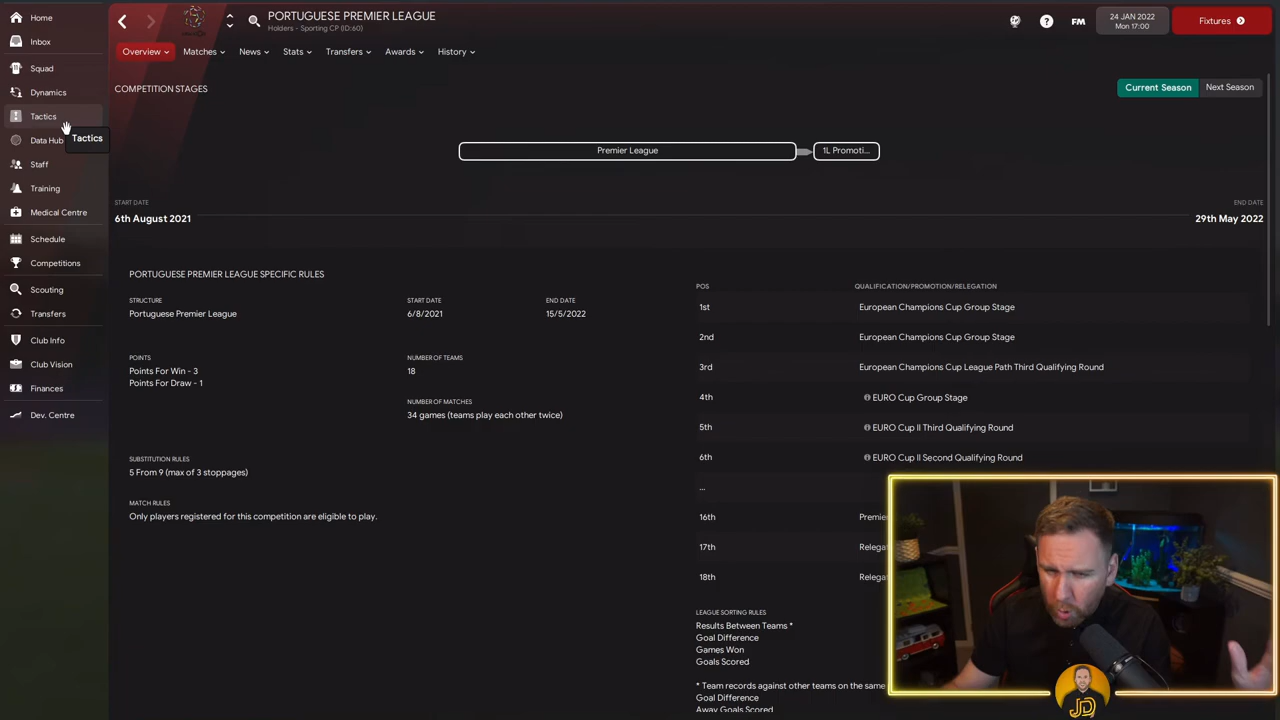 Home
Inbox
Squad
Dynamics
Tactics
Data Hub
Staff
Training
Medical Centre
Schedule
Competitions
Scouting
Transfers
Club Info
Club Vision
Finances
Dev. Centre
Tactics
PORTUGUESE PREMIER LEAGUE
Holders - Sporting CP (ID:60)
FM
24 JAN 2022
Mon 17:00
Fixtures
Overview
Matches
News
Stats
Transfers
Awards
History
COMPETITION STAGES
Current Season
Next Season
Premier League
1L Promoti...
START DATE
6th August 2021
END DATE
29th May 2022
PORTUGUESE PREMIER LEAGUE SPECIFIC RULES
STRUCTURE
Portuguese Premier League
START DATE
6/8/2021
END DATE
15/5/2022
POINTS
Points For Win - 3
Points For Draw - 1
NUMBER OF TEAMS
18
NUMBER OF MATCHES
34 games (teams play each other twice)
SUBSTITUTION RULES
5 From 9 (max of 3 stoppages)
MATCH RULES
Only players registered for this competition are eligible to play.
POS QUALIFICATION/PROMOTION/RELEGATION
1st European Champions Cup Group Stage
2nd European Champions Cup Group Stage
3rd European Champions Cup League Path Third Qualifying Round
4th EURO Cup Group Stage
5th EURO Cup II Third Qualifying Round
6th EURO Cup II Second Qualifying Round
...
16th Premie
17th Relega
18th Relega
LEAGUE SORTING RULES
Results Between Teams *
Goal Difference
Games Won
Goals Scored
* Team records against other teams on the same
Goal Difference
Away Goals Scored
JD